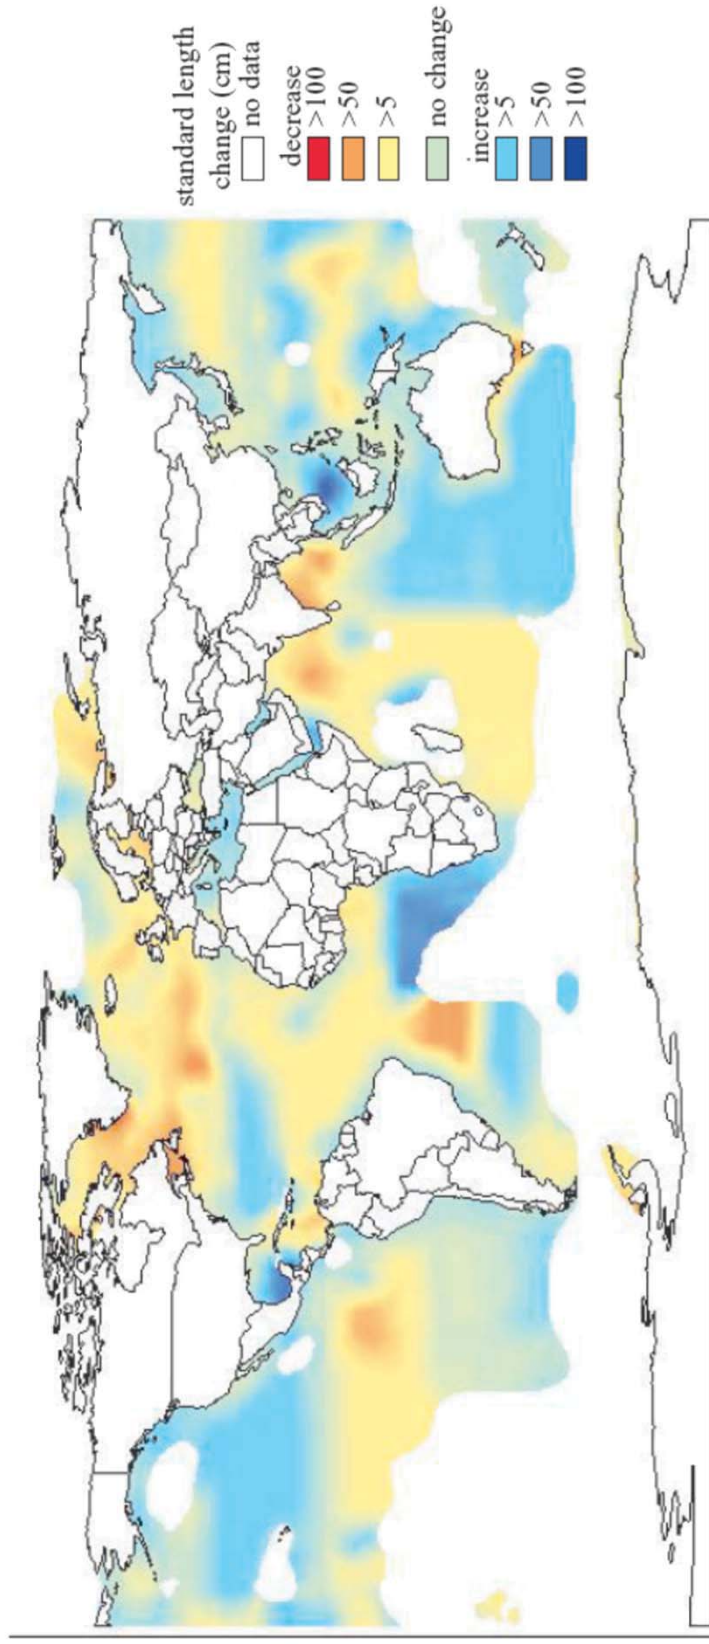 standard length
change (cm)
no data
decrease
>100
>50
>5
no change
increase
>5
>50
>100